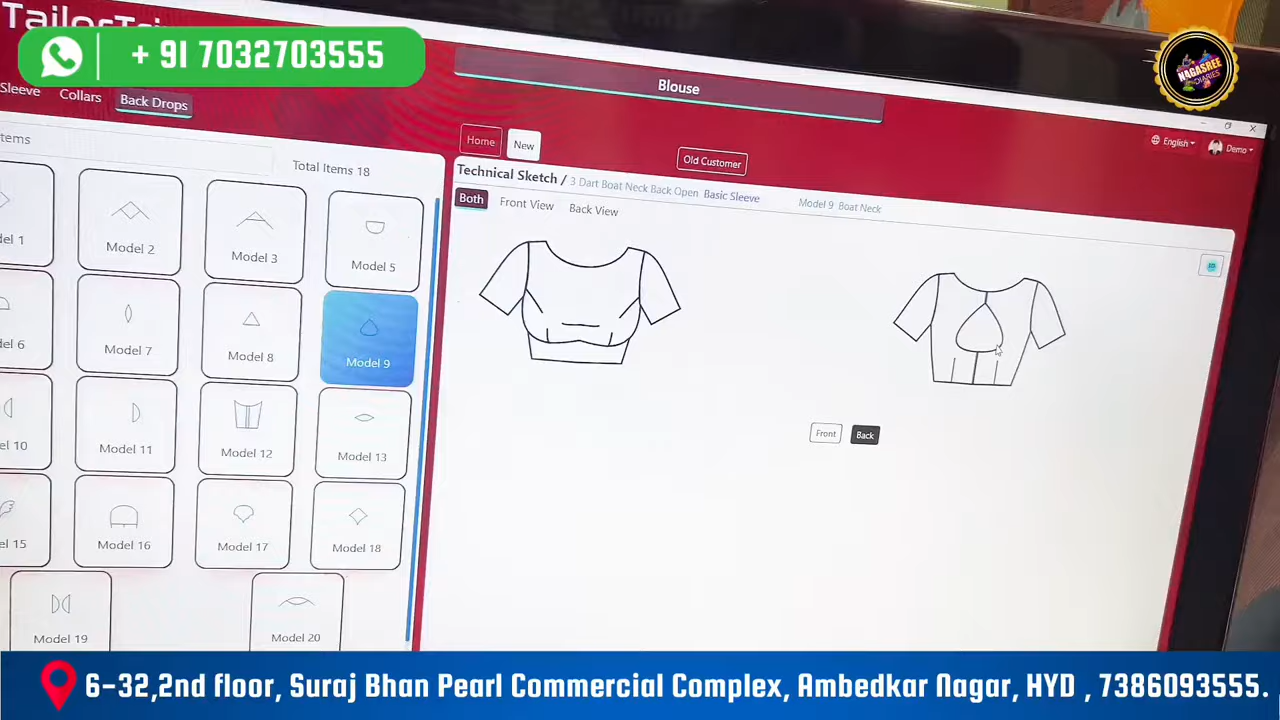 + 91 7032703555
Blouse
NAGASREE
DIARIES
Sleeve
Collars
Back Drops
English
Demo
Home
New
Old Customer
Total Items 18
Technical Sketch / 3 Dart Boat Neck Back Open Basic Sleeve
Model 9 Boat Neck
Both
Front View
Back View
Model 2
Model 3
Model 5
Model 7
Model 8
Model 9
Model 11
Model 12
Model 13
Model 16
Model 17
Model 18
Model 19
Model 20
Front
Back
6-32,2nd floor, Suraj Bhan Pearl Commercial Complex, Ambedkar Nagar, HYD , 7386093555.